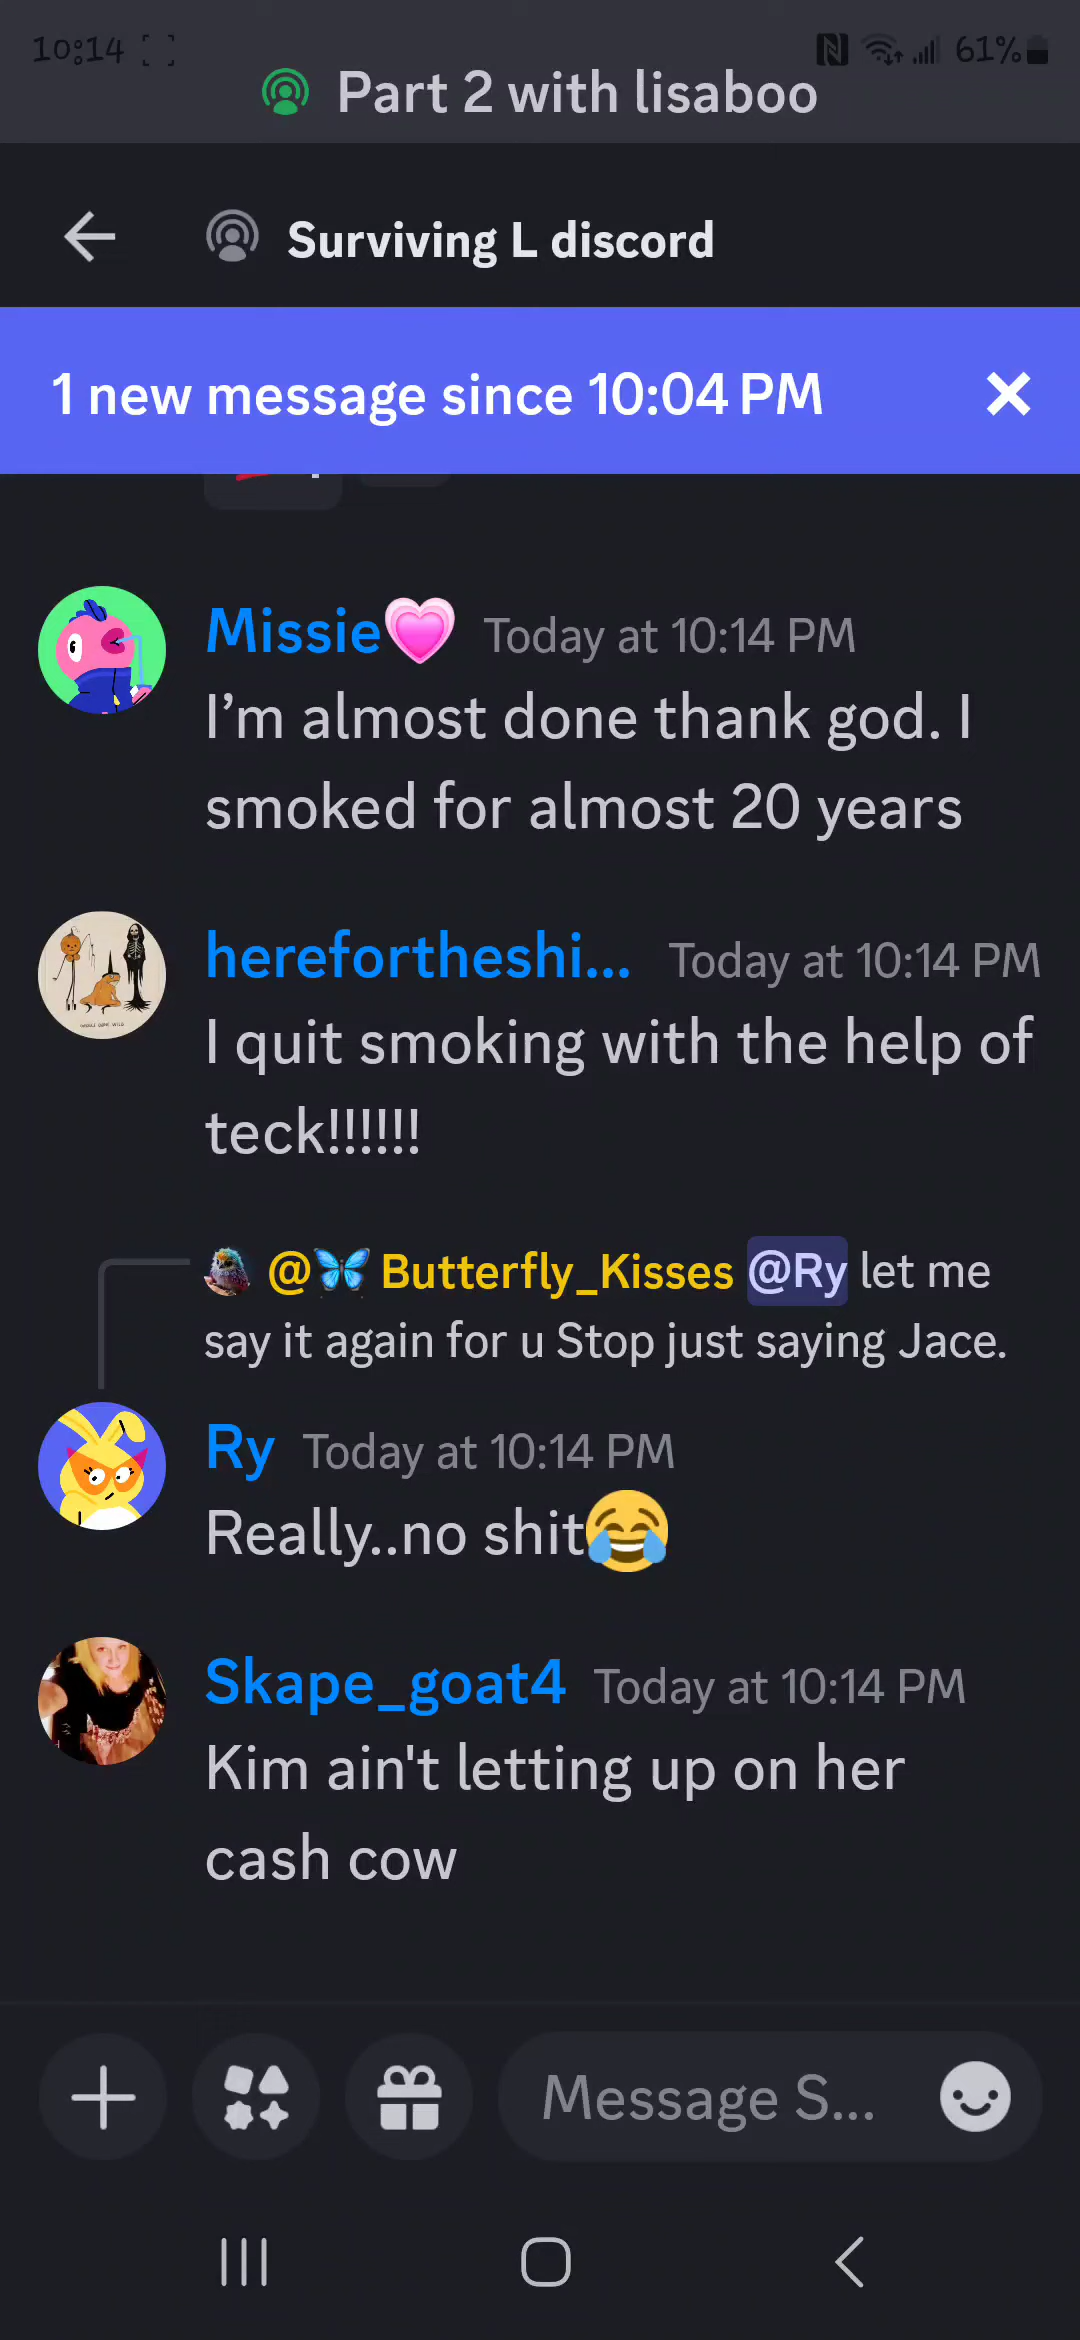 10:14
61%
Part 2 with lisaboo
Surviving L discord
1 new message since 10:04 PM
Missie💗 Today at 10:14 PM
I’m almost done thank god. I
smoked for almost 20 years
herefortheshi... Today at 10:14 PM
I quit smoking with the help of
teck!!!!!!
@🦋 Butterfly_Kisses @Ry let me
say it again for u Stop just saying Jace.
Ry Today at 10:14 PM
Really..no shit😂
Skape_goat4 Today at 10:14 PM
Kim ain't letting up on her
cash cow
Message S...